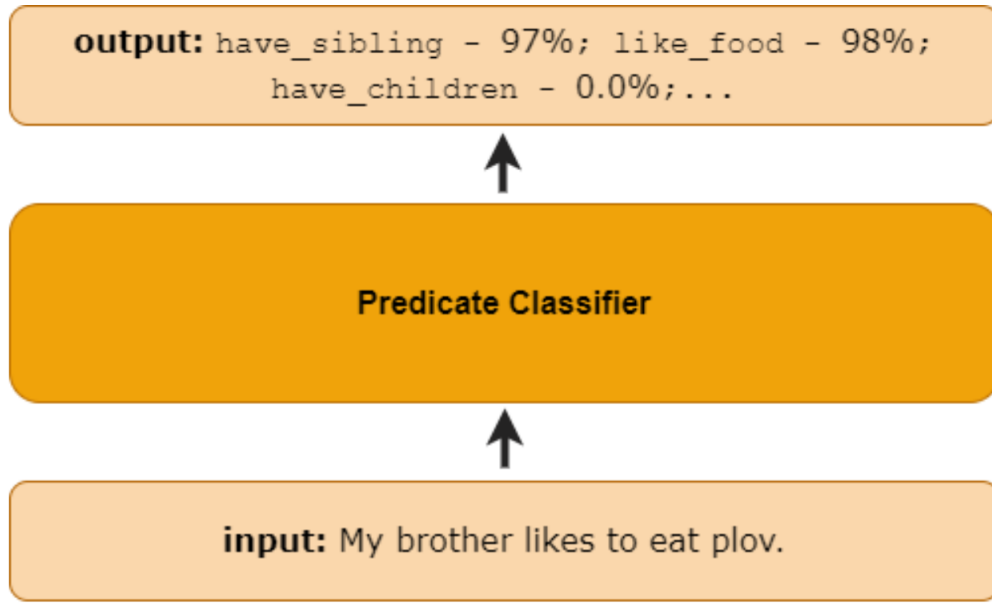 output: have_sibling - 97%; like_food - 98%;
have_children - 0.0%;...
Predicate Classifier
input: My brother likes to eat plov.